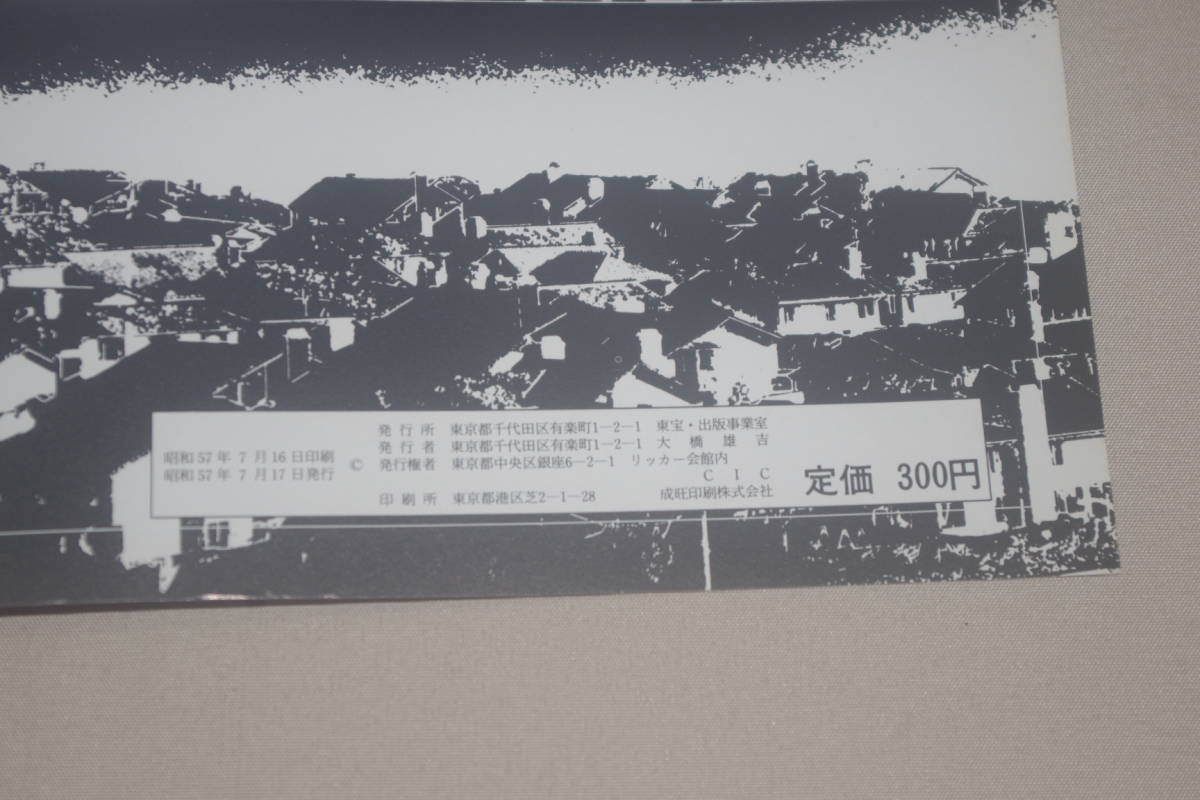 昭和57年 7月16日印刷
昭和57年 7月17日発行
©
発行所 東京都千代田区有楽町1—2—1 東宝・出版事業室
発行者 東京都千代田区有楽町1—2—1 大橋雄吉
発行権者 東京都中央区銀座6—2—1 リッカー会館内
CIC
印刷所 東京都港区芝2—1—28 成旺印刷株式会社
定価 300円